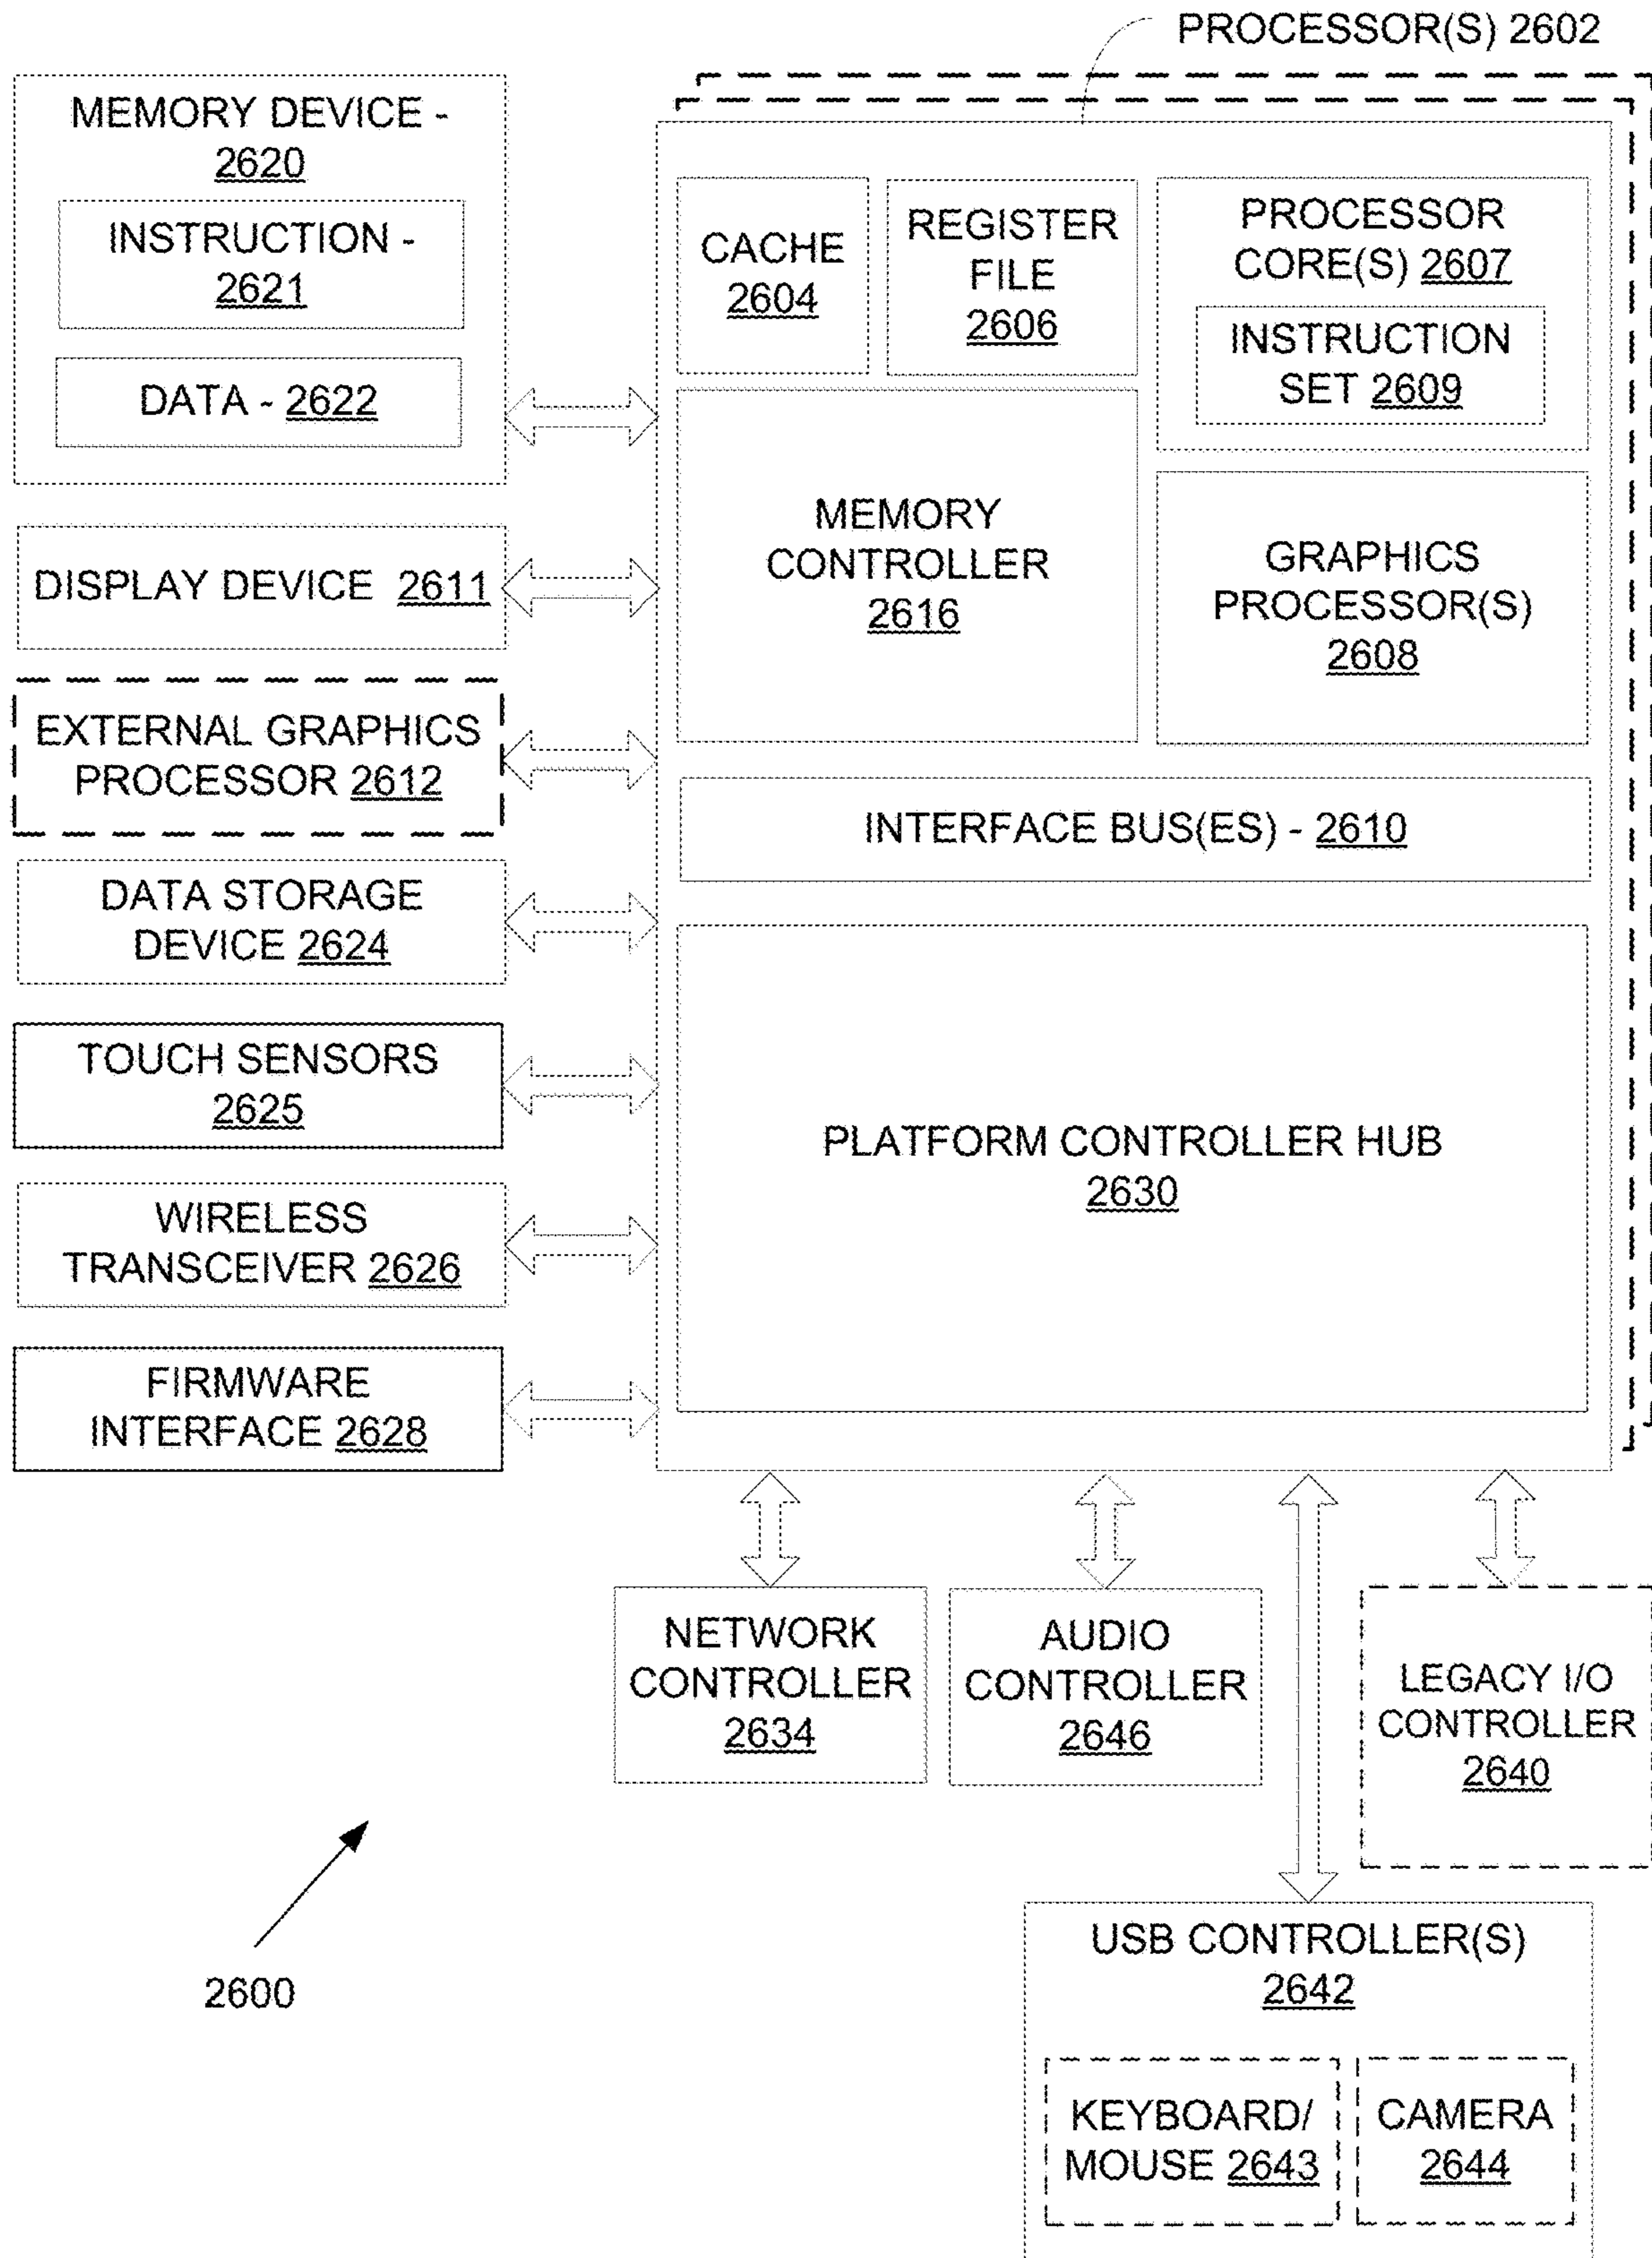 PROCESSOR(S) 2602
MEMORY DEVICE -
2620
INSTRUCTION -
2621
DATA - 2622
DISPLAY DEVICE 2611
EXTERNAL GRAPHICS
PROCESSOR 2612
DATA STORAGE
DEVICE 2624
TOUCH SENSORS
2625
WIRELESS
TRANSCEIVER 2626
FIRMWARE
INTERFACE 2628
CACHE
2604
REGISTER
FILE
2606
PROCESSOR
CORE(S) 2607
INSTRUCTION
SET 2609
MEMORY
CONTROLLER
2616
GRAPHICS
PROCESSOR(S)
2608
INTERFACE BUS(ES) - 2610
PLATFORM CONTROLLER HUB
2630
NETWORK
CONTROLLER
2634
AUDIO
CONTROLLER
2646
LEGACY I/O
CONTROLLER
2640
USB CONTROLLER(S)
2642
KEYBOARD/
MOUSE 2643
CAMERA
2644
2600